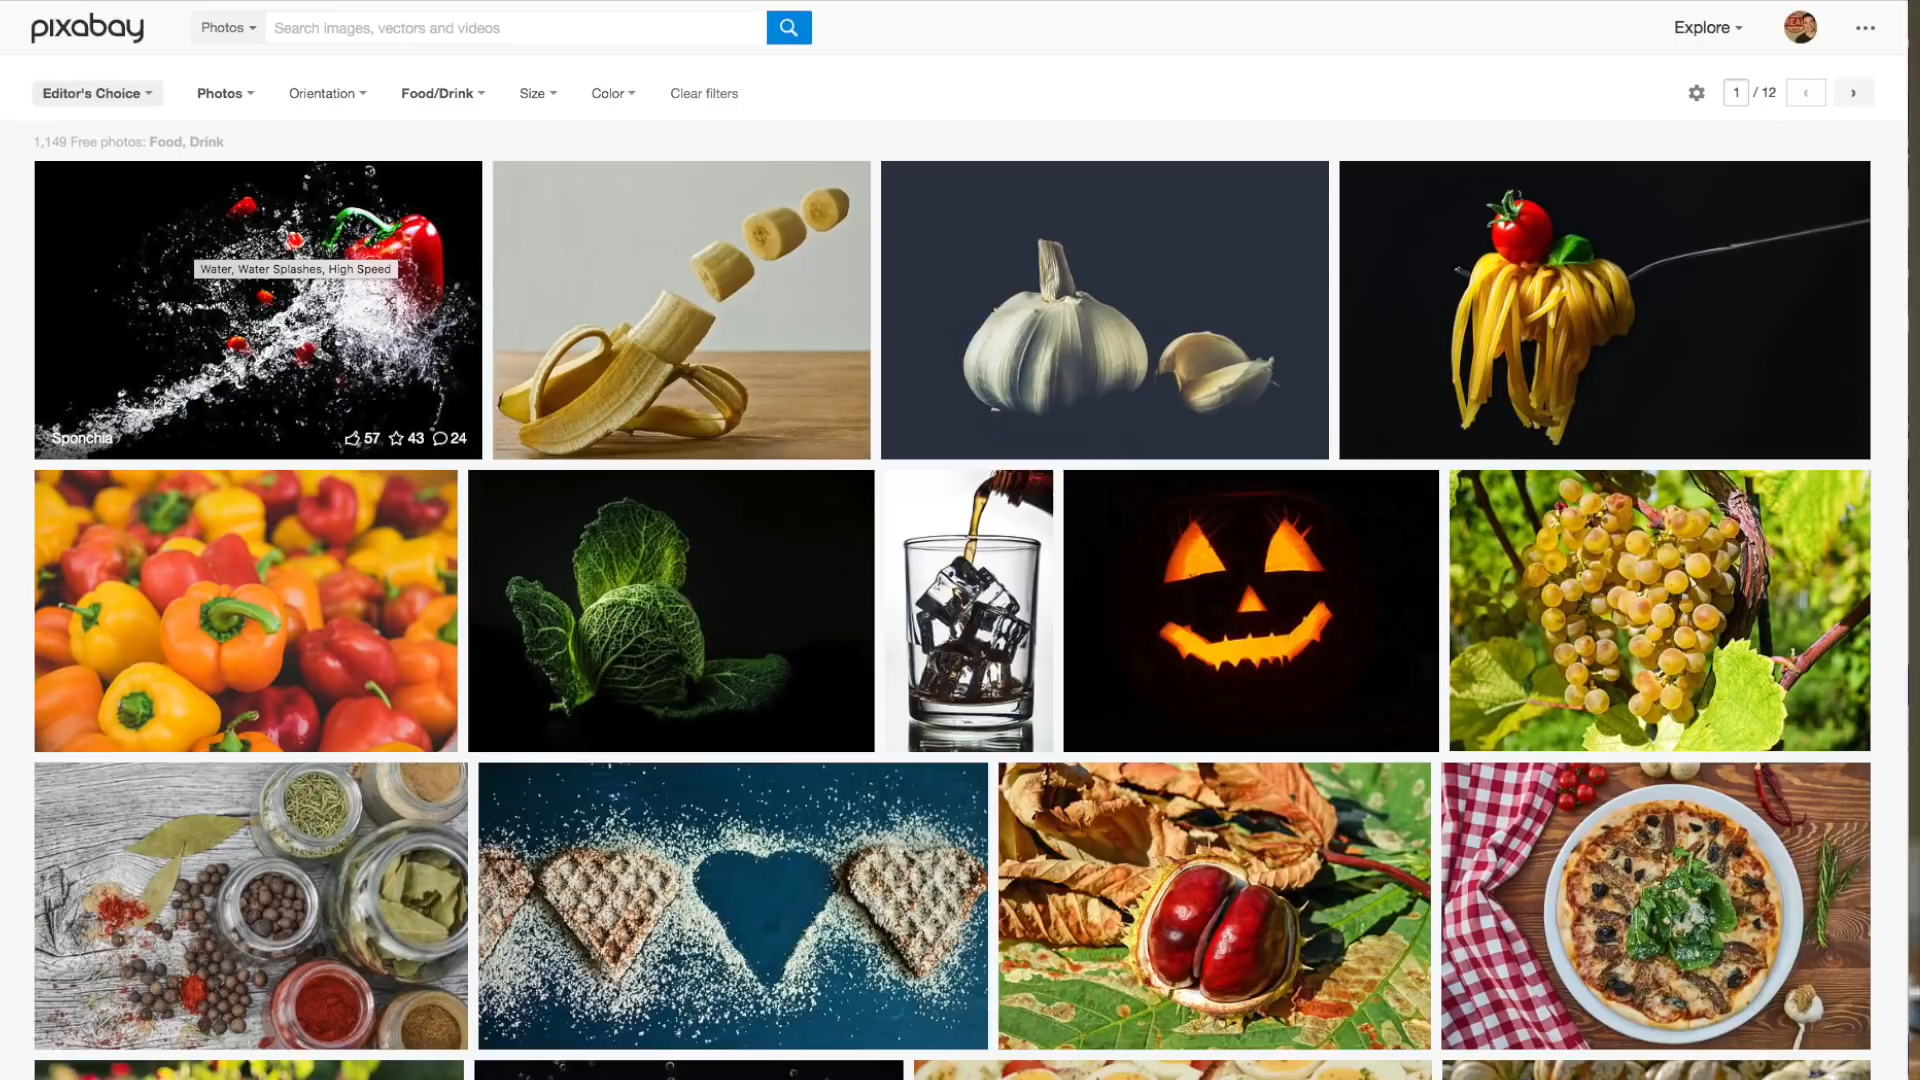 pixabay Photos Search images, vectors and videos Explore
Editor's Choice Photos Orientation Food/Drink Size Color Clear filters 1 / 12
1,149 Free photos: Food, Drink
Water, Water Splashes, High Speed
Sponchia 57 43 24